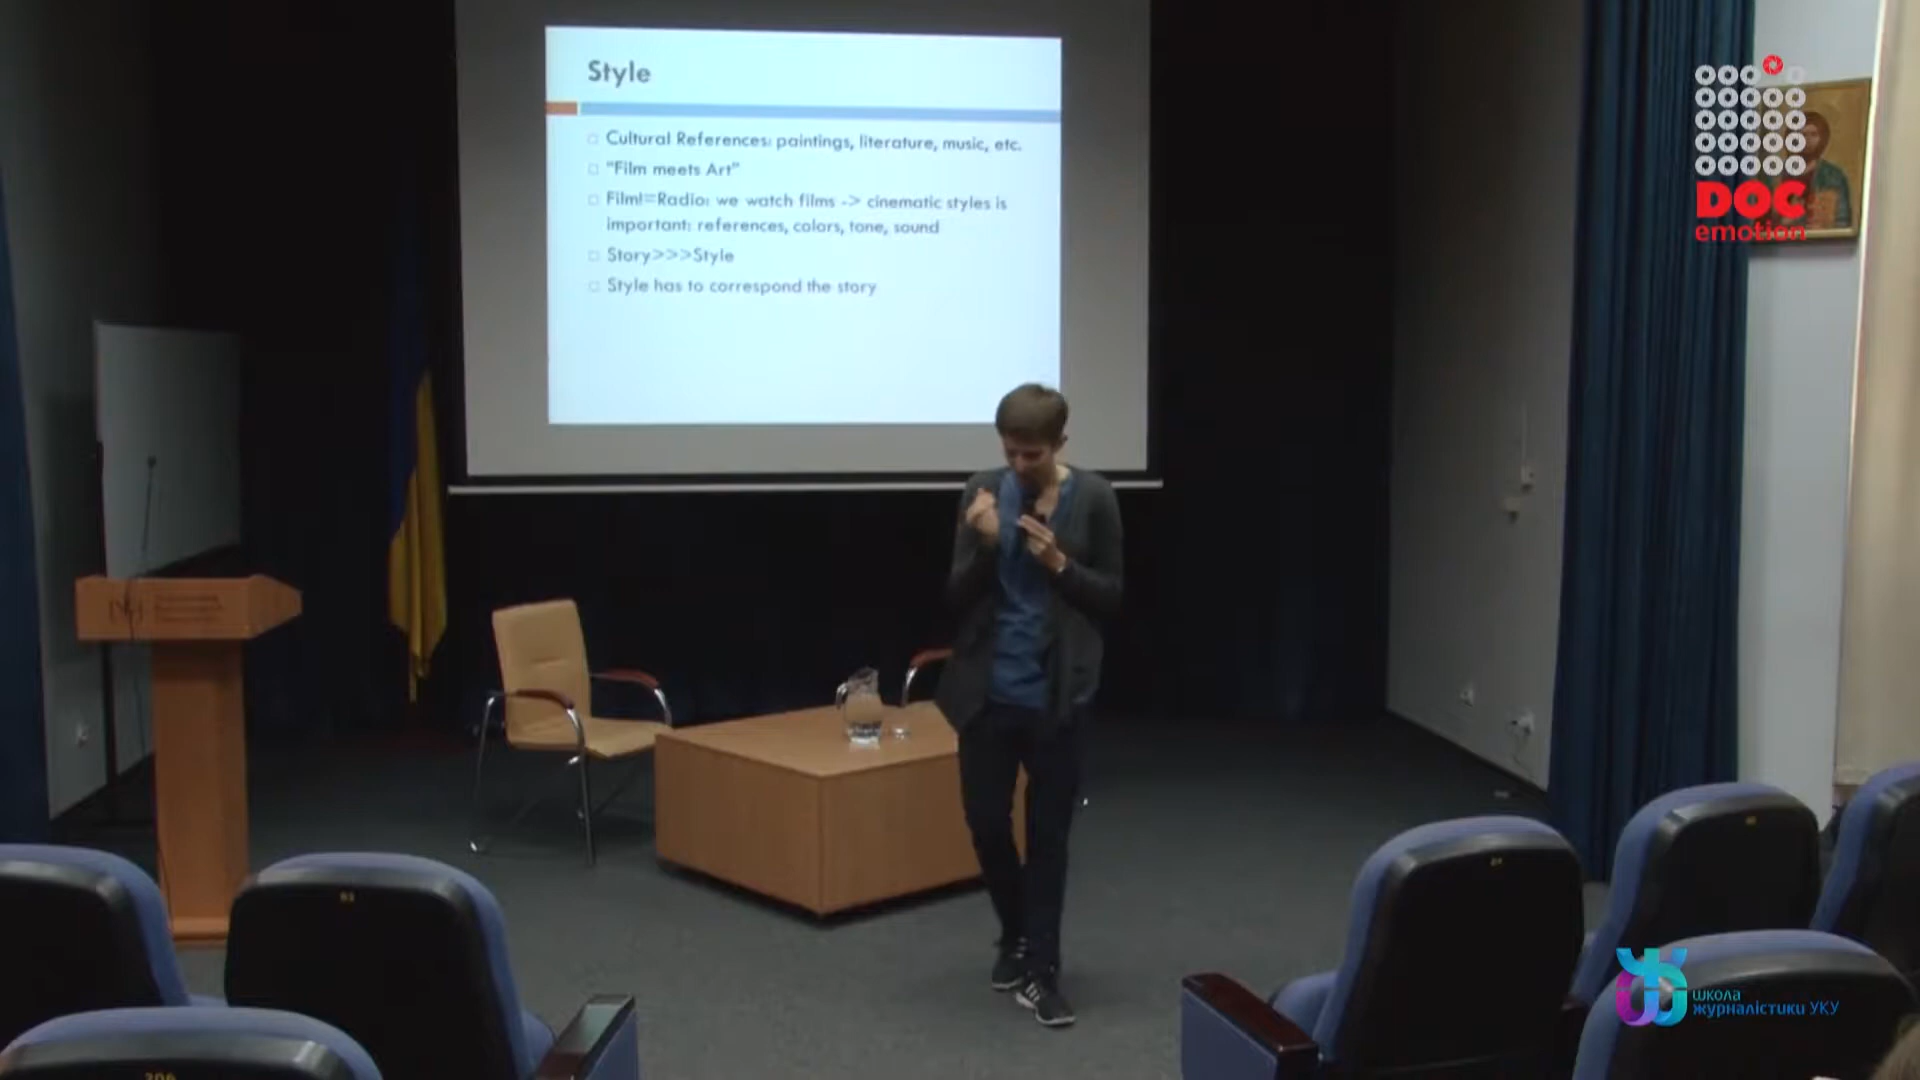 Style
Cultural References: paintings, literature, music, etc.
"Film meets Art"
Film!=Radio: we watch films -> cinematic styles is
important: references, colors, tone, sound
Story>>>Style
Style has to correspond the story
DOC
emotion
школа
журналістики УКУ